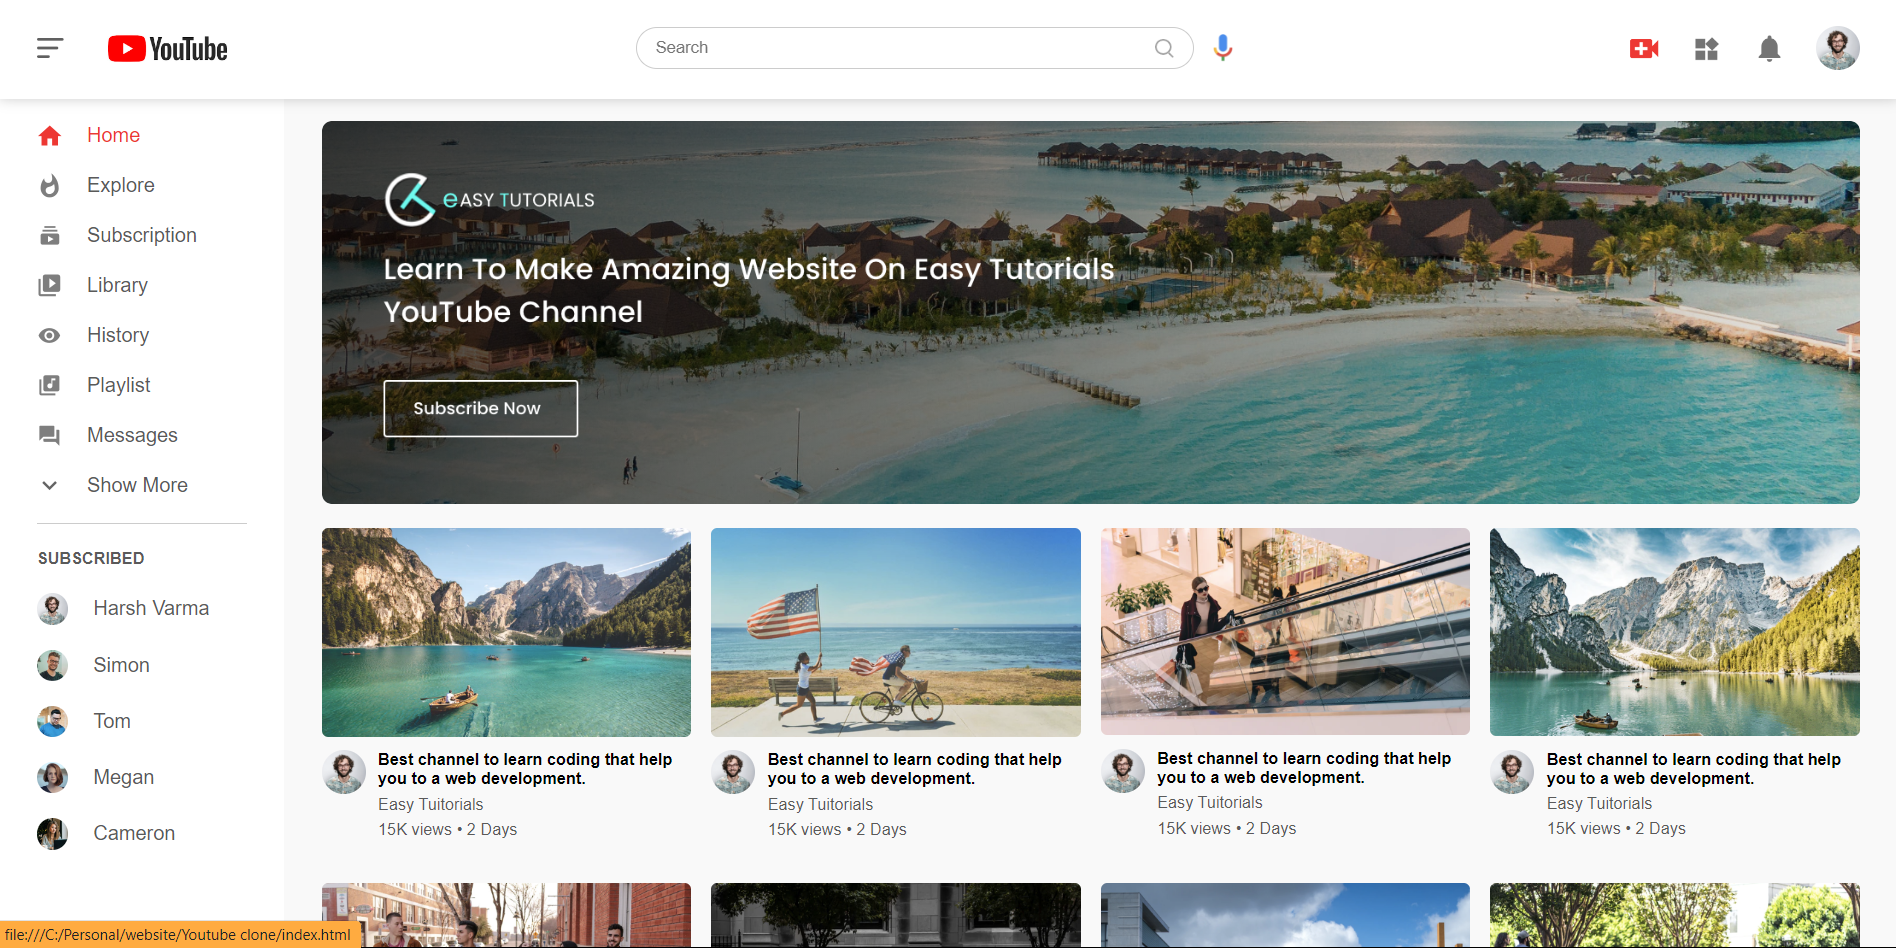 YouTube
Search
Home
Explore
Subscription
Library
History
Playlist
Messages
Show More
SUBSCRIBED
Harsh Varma
Simon
Tom
Megan
Cameron
eASY TUTORIALS
Learn To Make Amazing Website On Easy Tutorials
YouTube Channel
Subscribe Now
Best channel to learn coding that help
you to a web development.
Easy Tuitorials
15K views • 2 Days
Best channel to learn coding that help
you to a web development.
Easy Tuitorials
15K views • 2 Days
Best channel to learn coding that help
you to a web development.
Easy Tuitorials
15K views • 2 Days
Best channel to learn coding that help
you to a web development.
Easy Tuitorials
15K views • 2 Days
file:///C:/Personal/website/Youtube clone/index.html